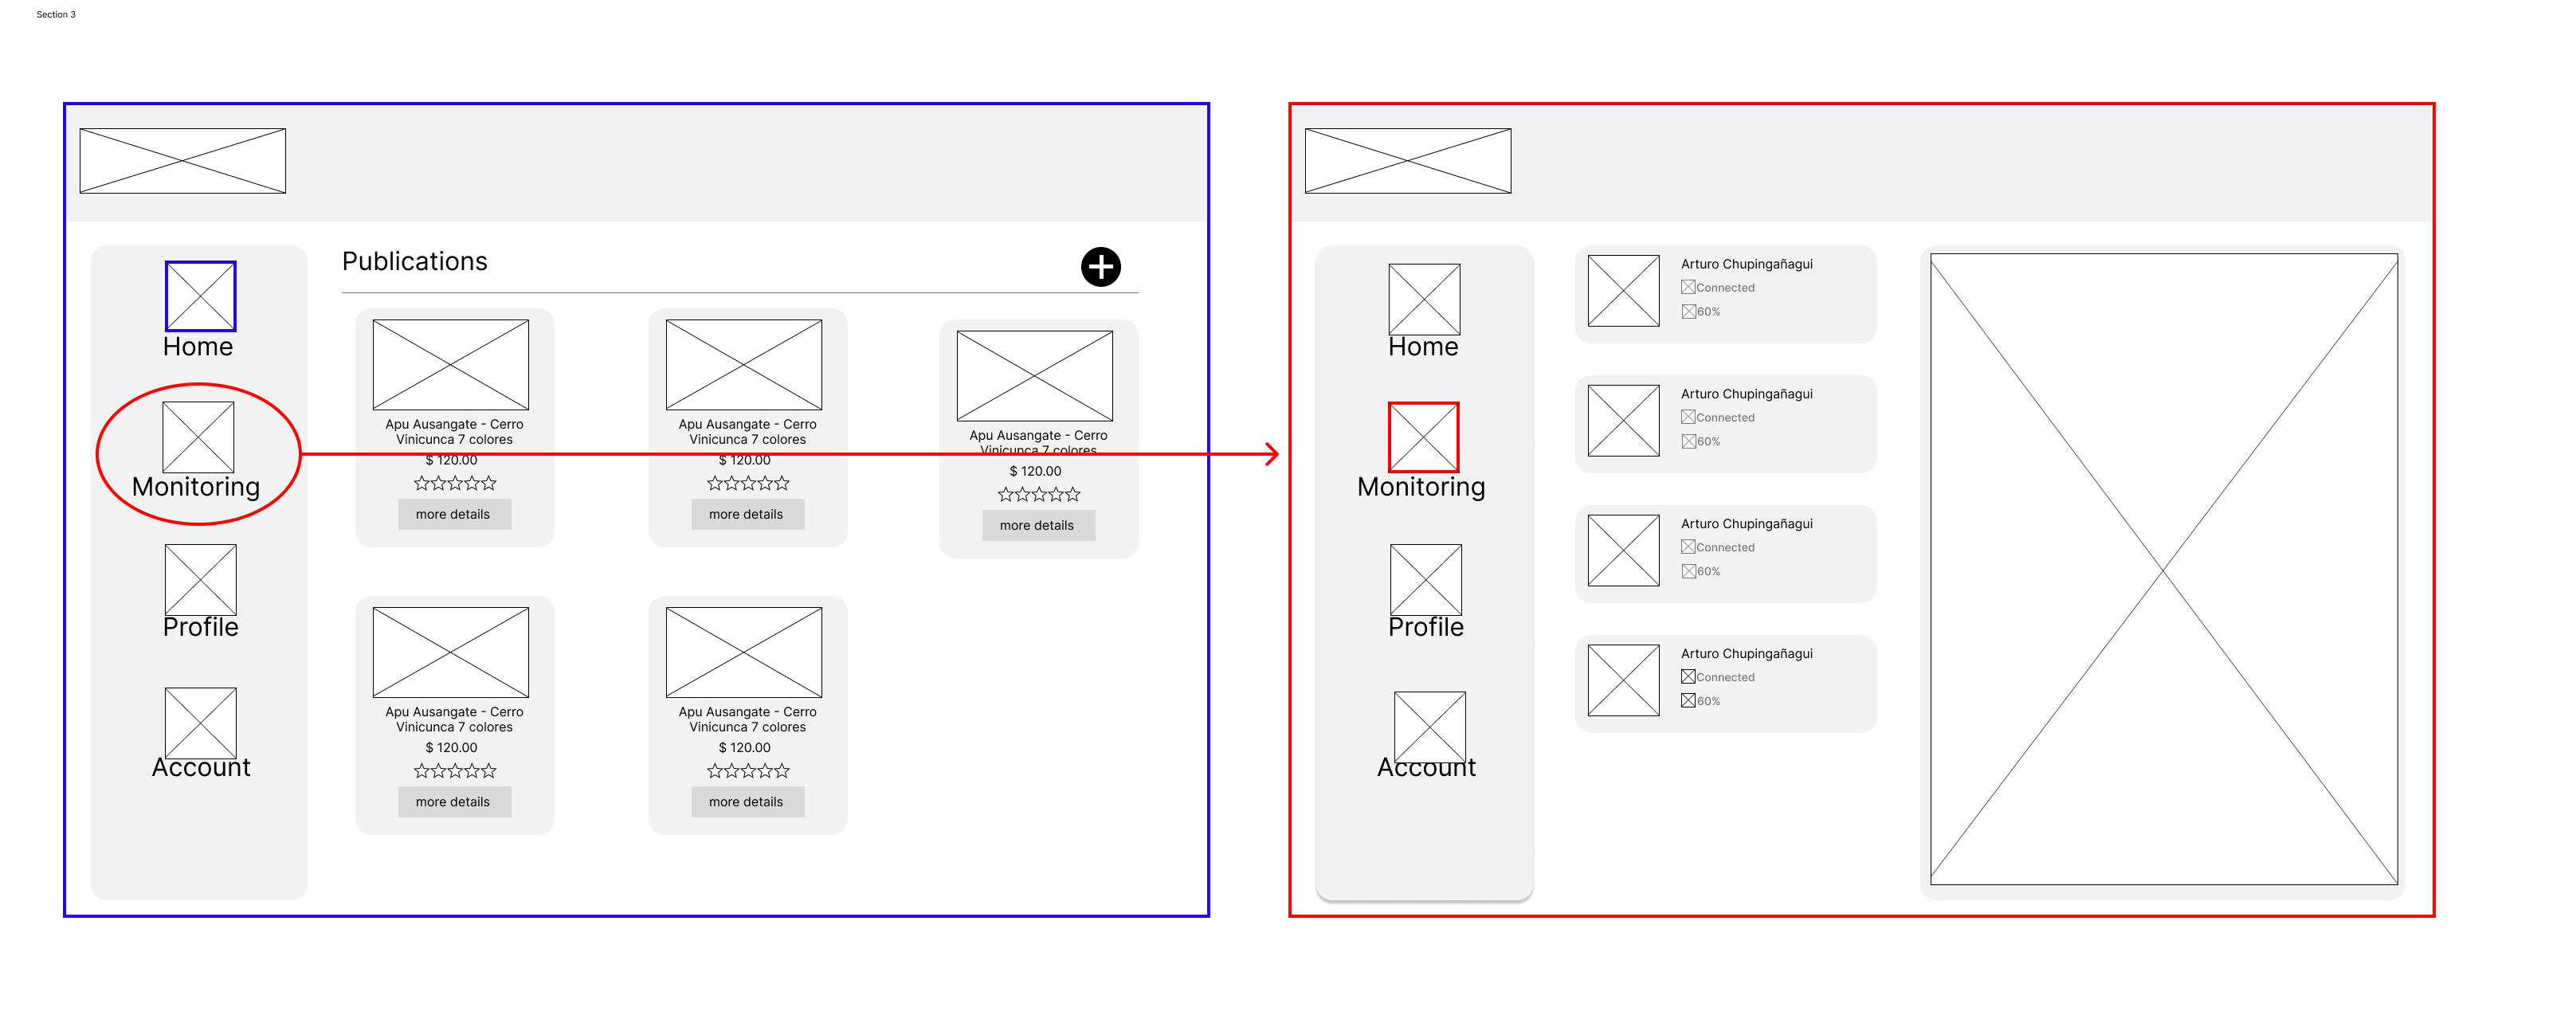 Section 3
Home
Monitoring
Profile
Account
Publications
Apu Ausangate - Cerro
Vinicunca 7 colores
$ 120.00
more details
Apu Ausangate - Cerro
Vinicunca 7 colores
$ 120.00
more details
Apu Ausangate - Cerro
Vinicunca 7 colores
$ 120.00
more details
Apu Ausangate - Cerro
Vinicunca 7 colores
$ 120.00
more details
Apu Ausangate - Cerro
Vinicunca 7 colores
$ 120.00
more details
Home
Monitoring
Profile
Account
Arturo Chupingañagui
Connected
60%
Arturo Chupingañagui
Connected
60%
Arturo Chupingañagui
Connected
60%
Arturo Chupingañagui
Connected
60%